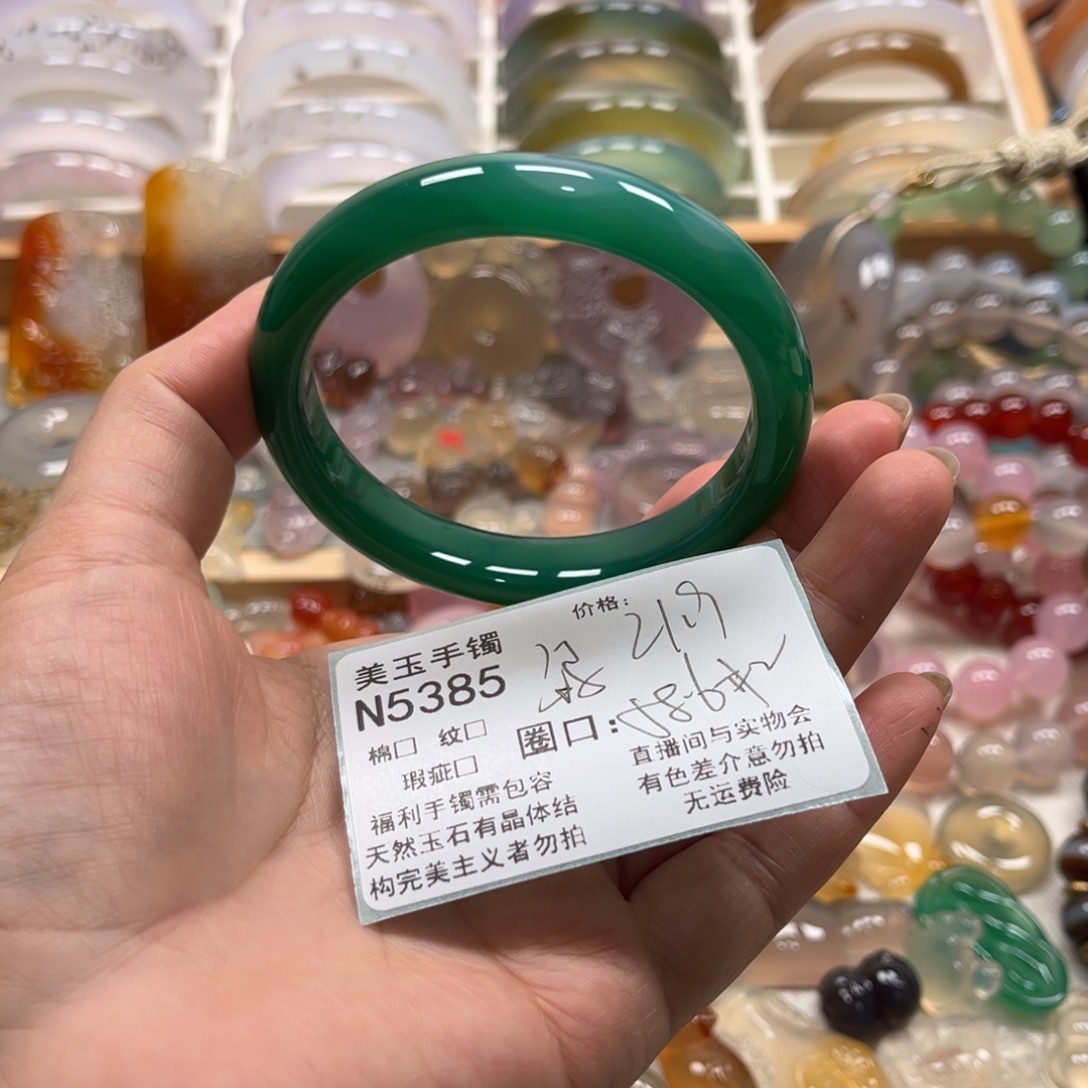 价格：
美玉手镯
N5385
棉□ 纹□
圈口：58.6
瑕疵□
福利手镯需包容
天然玉石有晶体结
构完美主义者勿拍
直播间与实物会
有色差介意勿拍
无运费险